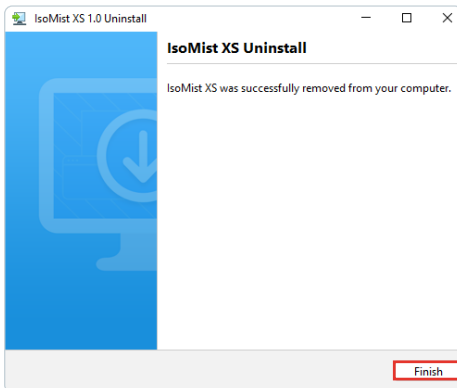 IsoMist XS 1.0 Uninstall
IsoMist XS Uninstall
IsoMist XS was successfully removed from your computer.
Finish